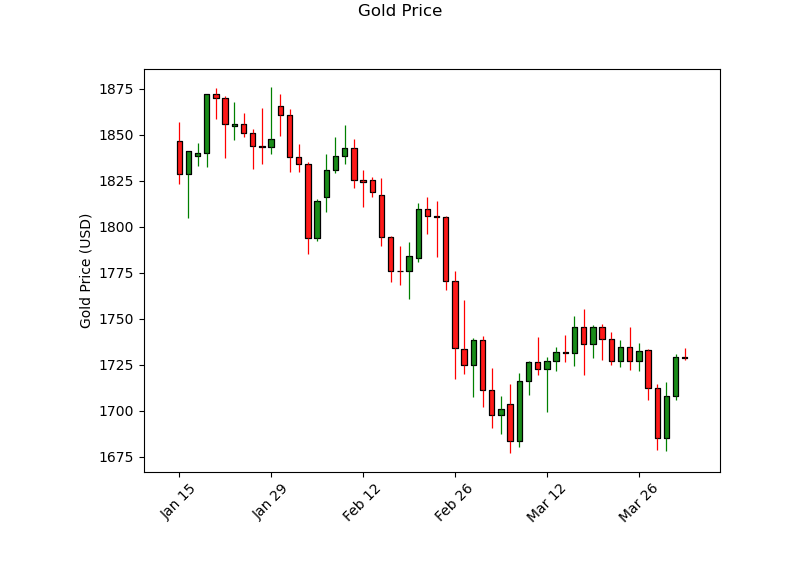 Gold Price
Gold Price (USD)
1875
1850
1825
1800
1775
1750
1725
1700
1675
Jan 15
Jan 29
Feb 12
Feb 26
Mar 12
Mar 26